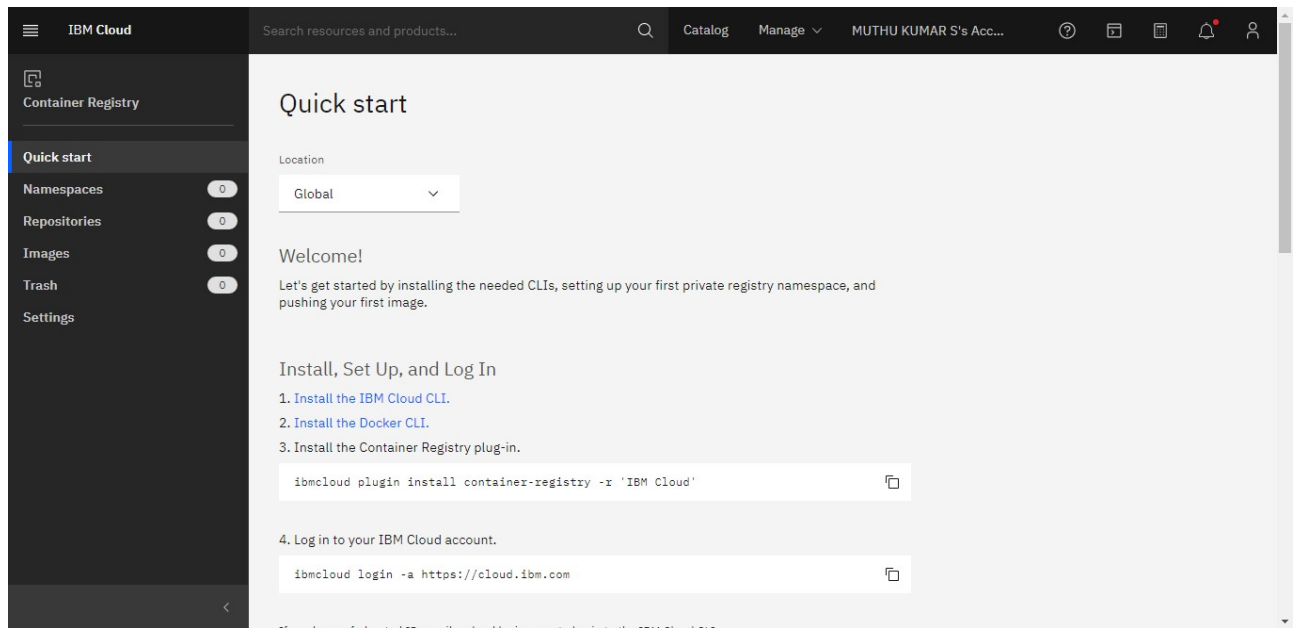 IBM Cloud
Search resources and products...
Catalog
Manage
MUTHU KUMAR S's Acc...
Container Registry
Quick start
Namespaces 0
Repositories 0
Images 0
Trash 0
Settings
Quick start
Location
Global
Welcome!
Let's get started by installing the needed CLIs, setting up your first private registry namespace, and
pushing your first image.
Install, Set Up, and Log In
1. Install the IBM Cloud CLI.
2. Install the Docker CLI.
3. Install the Container Registry plug-in.
ibmcloud plugin install container-registry -r 'IBM Cloud'
4. Log in to your IBM Cloud account.
ibmcloud login -a https://cloud.ibm.com